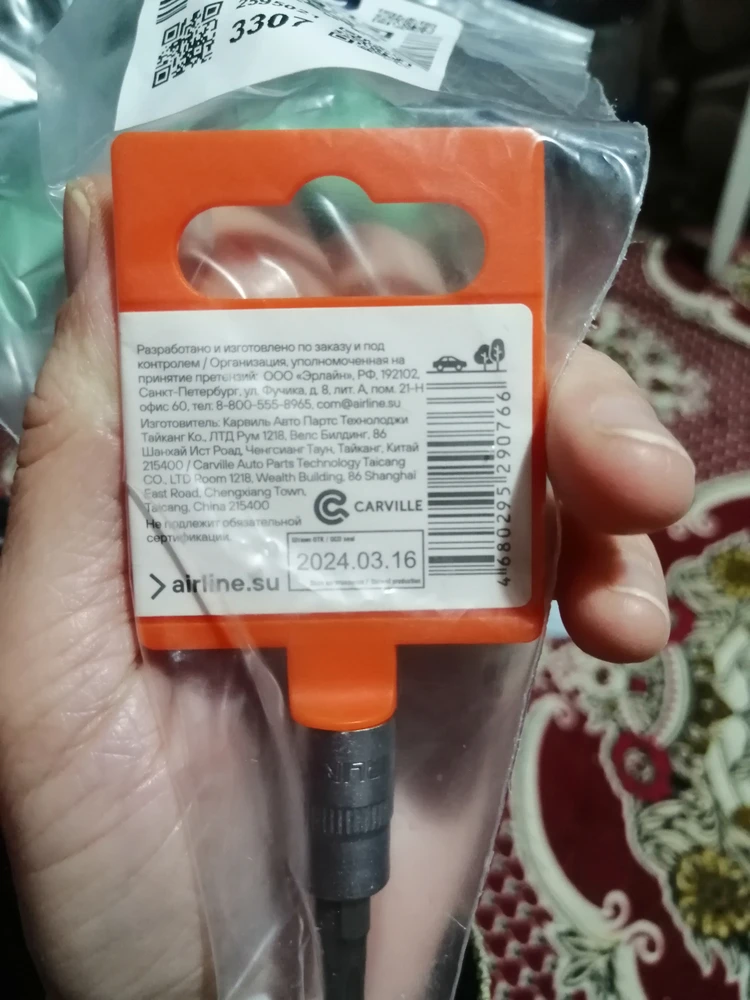 3307
Разработано и изготовлено по заказу и под
контролем / Организация, уполномоченная на
принятие претензий: ООО «Эрлайн», РФ, 192102,
Санкт-Петербург, ул. Фучика, д. 8, лит. А, пом. 21-Н
офис 60, тел: 8-800-555-8965, com@airline.su
Изготовитель: Карвиль Авто Партс Технолоджи
Тайканг Ко., ЛТД Рум 1218, Велс Билдинг, 86
Шанхай Ист Роад, Ченгсианг Таун, Тайканг, Китай
215400 / Carville Auto Parts Technology Taicang
CO., LTD Room 1218, Wealth Building, 86 Shanghai
East Road, Chengxiang Town,
Taicang, China 215400
CARVILLE
Не подлежит обязательной
сертификации.
2024.03.16
airline.su
4 680295 290766